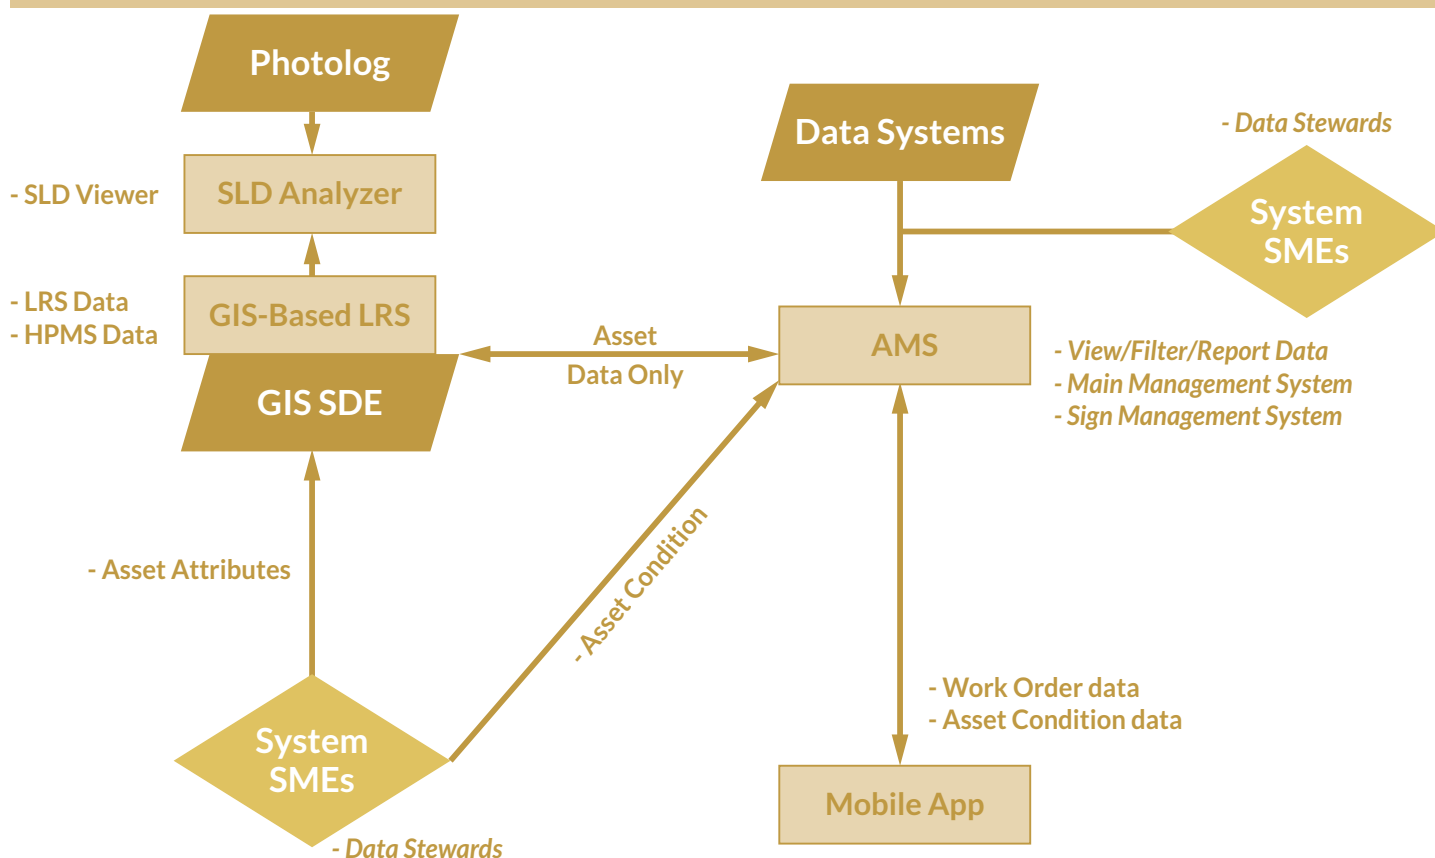 Photolog
Data Systems
- Data Stewards
- SLD Viewer
SLD Analyzer
System
SMEs
- LRS Data
- HPMS Data
GIS-Based LRS
Asset
Data Only
AMS
- View/Filter/Report Data
- Main Management System
- Sign Management System
GIS SDE
- Asset Attributes
- Asset Condition
- Work Order data
- Asset Condition data
System
SMEs
Mobile App
- Data Stewards